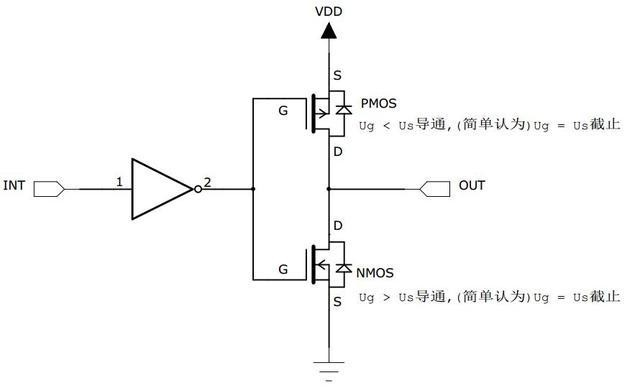 VDD
S
G
PMOS
Ug < Us导通,(简单认为)Ug = Us截止
D
INT
1
2
OUT
D
G
NMOS
S
Ug > Us导通,(简单认为)Ug = Us截止